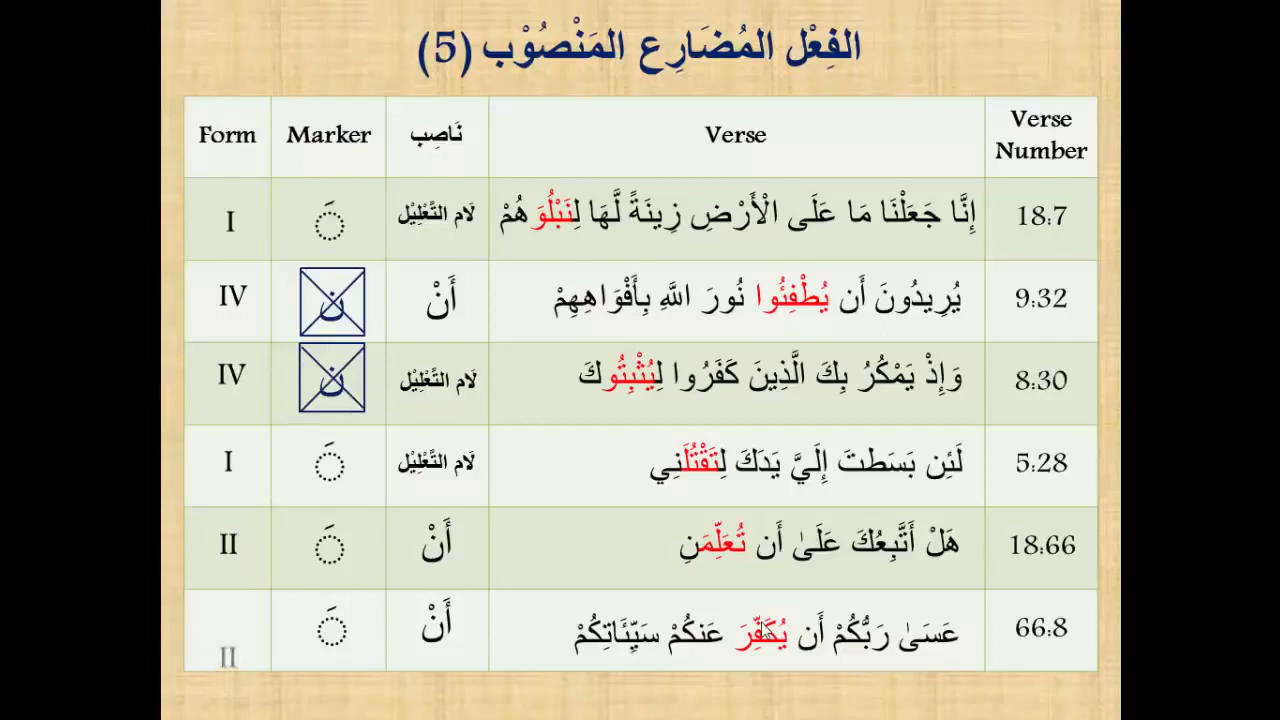 الفِعْل المُضَارِع المَنْصُوْب (5)
Form Marker نَاصِب Verse Verse Number
I لَام التَّعْلِيْل إِنَّا جَعَلْنَا مَا عَلَى الْأَرْضِ زِينَةً لَّهَا لِنَبْلُوَهُمْ 18:7
IV ن أَنْ يُرِيدُونَ أَن يُطْفِئُوا نُورَ اللَّهِ بِأَفْوَاهِهِمْ 9:32
IV ن لَام التَّعْلِيْل وَإِذْ يَمْكُرُ بِكَ الَّذِينَ كَفَرُوا لِيُثْبِتُوكَ 8:30
I لَام التَّعْلِيْل لَئِن بَسَطتَ إِلَيَّ يَدَكَ لِتَقْتُلَنِي 5:28
II أَنْ هَلْ أَتَّبِعُكَ عَلَىٰ أَن تُعَلِّمَنِ 18:66
II أَنْ عَسَىٰ رَبُّكُمْ أَن يُكَفِّرَ عَنكُمْ سَيِّئَاتِكُمْ 66:8